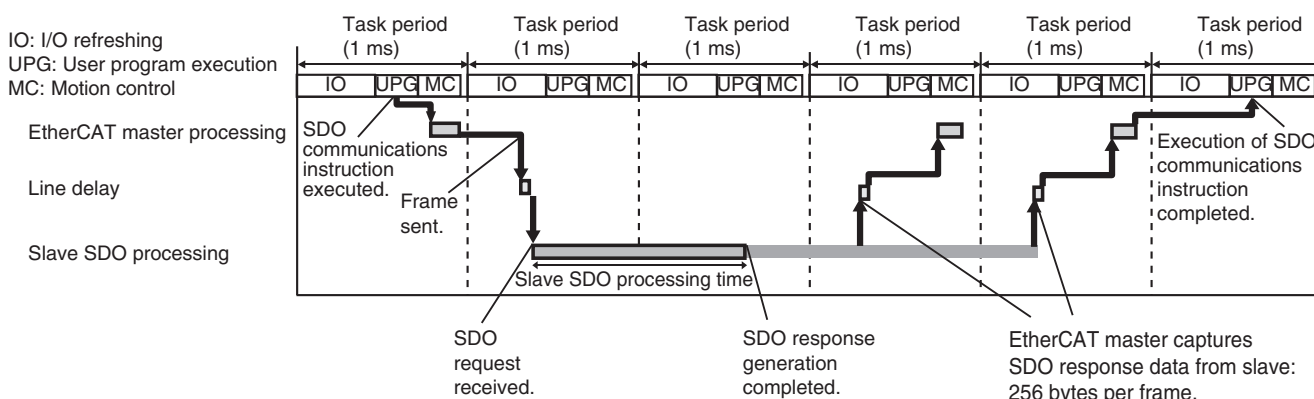 IO: I/O refreshing
UPG: User program execution
MC: Motion control
Task period
(1 ms)
Task period
(1 ms)
Task period
(1 ms)
Task period
(1 ms)
Task period
(1 ms)
Task period
(1 ms)
IO UPG MC IO UPG MC IO UPG MC IO UPG MC IO UPG MC IO UPG MC
EtherCAT master processing
SDO
communications
instruction
executed.
Execution of SDO
communications
instruction
completed.
Line delay
Frame
sent.
Slave SDO processing
Slave SDO processing time
SDO
request
received.
SDO response
generation
completed.
EtherCAT master captures
SDO response data from slave:
256 bytes per frame.